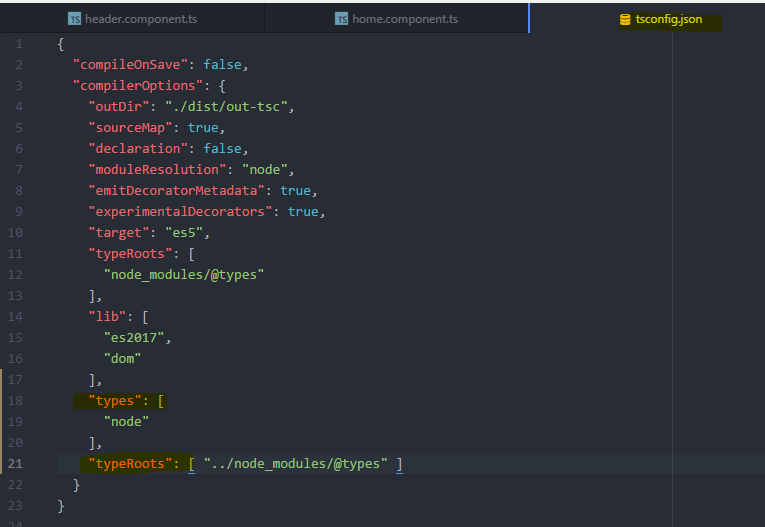 TS header.component.ts TS home.component.ts tsconfig.json
1 {
2 "compileOnSave": false,
3 "compilerOptions": {
4 "outDir": "./dist/out-tsc",
5 "sourceMap": true,
6 "declaration": false,
7 "moduleResolution": "node",
8 "emitDecoratorMetadata": true,
9 "experimentalDecorators": true,
10 "target": "es5",
11 "typeRoots": [
12 "node_modules/@types"
13 ],
14 "lib": [
15 "es2017",
16 "dom"
17 ],
18 "types": [
19 "node"
20 ],
21 "typeRoots": [ "../node_modules/@types" ]
22 }
23 }
24